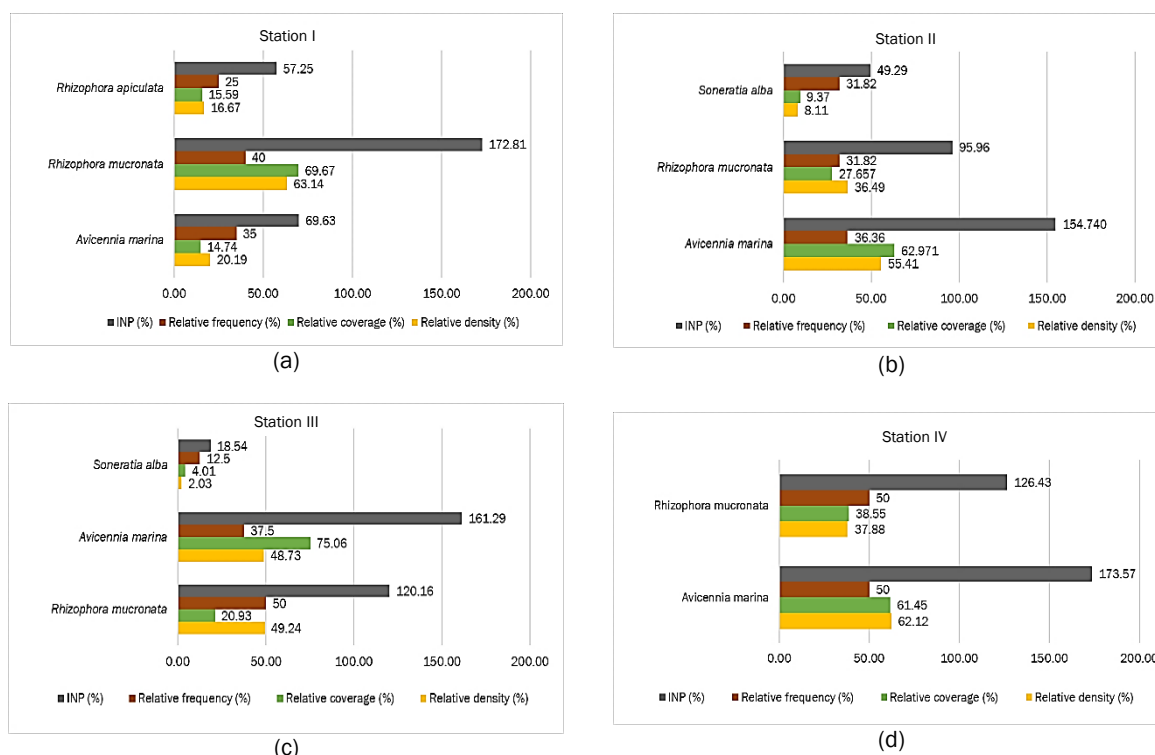 Station I
Rhizophora apiculata
57.25
25
15.59
16.67
Rhizophora mucronata
172.81
40
69.67
63.14
Avicennia marina
69.63
35
14.74
20.19
0.00 50.00 100.00 150.00 200.00
INP (%) Relative frequency (%) Relative coverage (%) Relative density (%)
(a)
Station II
Soneratia alba
49.29
31.82
9.37
8.11
Rhizophora mucronata
95.96
31.82
27.657
36.49
Avicennia marina
154.740
36.36
62.971
55.41
0.00 50.00 100.00 150.00 200.00
INP (%) Relative frequency (%) Relative coverage (%) Relative density (%)
(b)
Station III
Soneratia alba
18.54
12.5
4.01
2.03
Avicennia marina
161.29
37.5
75.06
48.73
Rhizophora mucronata
120.16
50
20.93
49.24
0.00 50.00 100.00 150.00 200.00
INP (%) Relative frequency (%) Relative coverage (%) Relative density (%)
(c)
Station IV
Rhizophora mucronata
126.43
50
38.55
37.88
Avicennia marina
173.57
50
61.45
62.12
0.00 50.00 100.00 150.00 200.00
INP (%) Relative frequency (%) Relative coverage (%) Relative density (%)
(d)